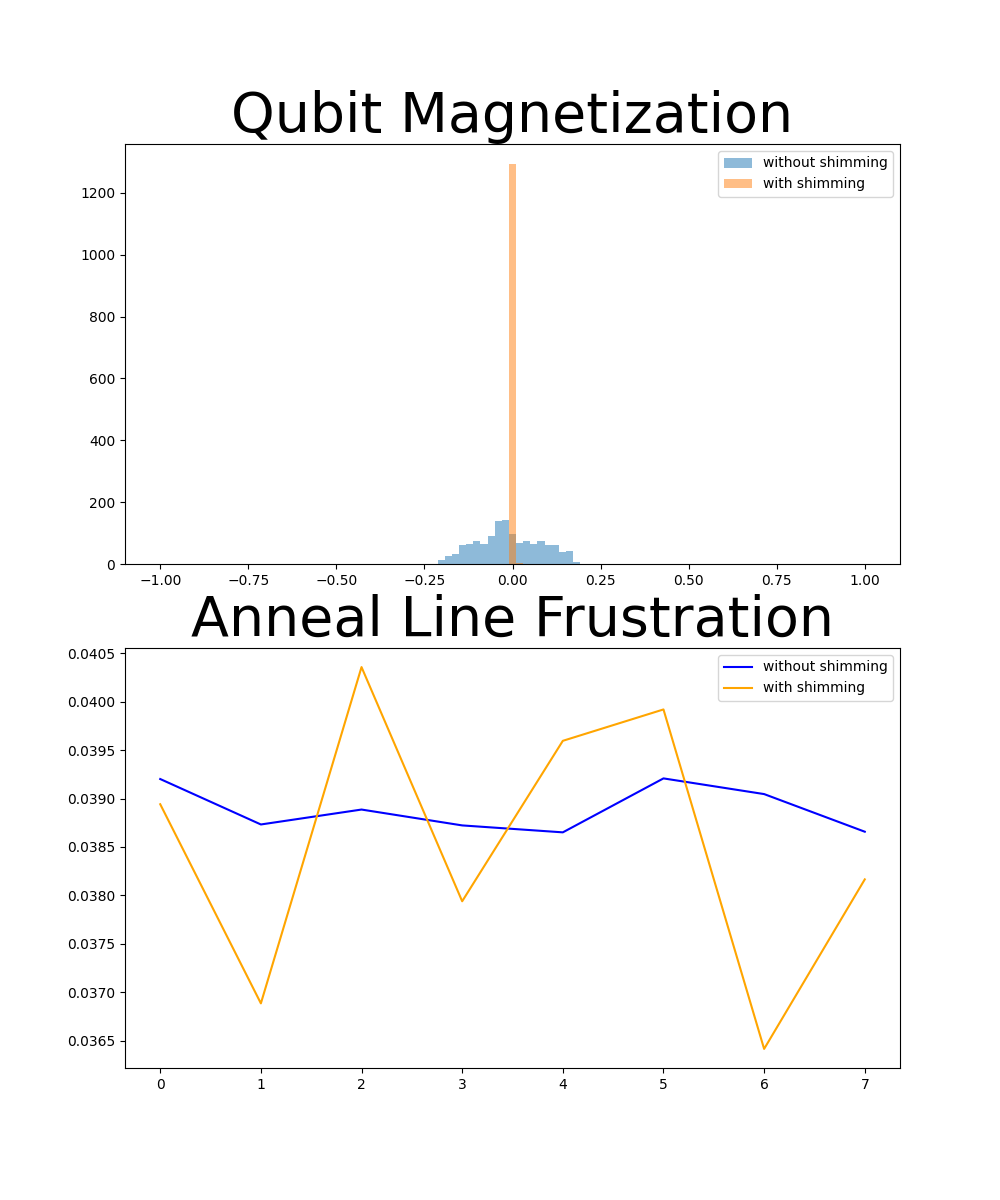 Qubit Magnetization
without shimming
with shimming
1200
1000
800
600
400
200
0
−1.00 −0.75 −0.50 −0.25 0.00 0.25 0.50 0.75 1.00
Anneal Line Frustration
without shimming
with shimming
0.0405
0.0400
0.0395
0.0390
0.0385
0.0380
0.0375
0.0370
0.0365
0 1 2 3 4 5 6 7